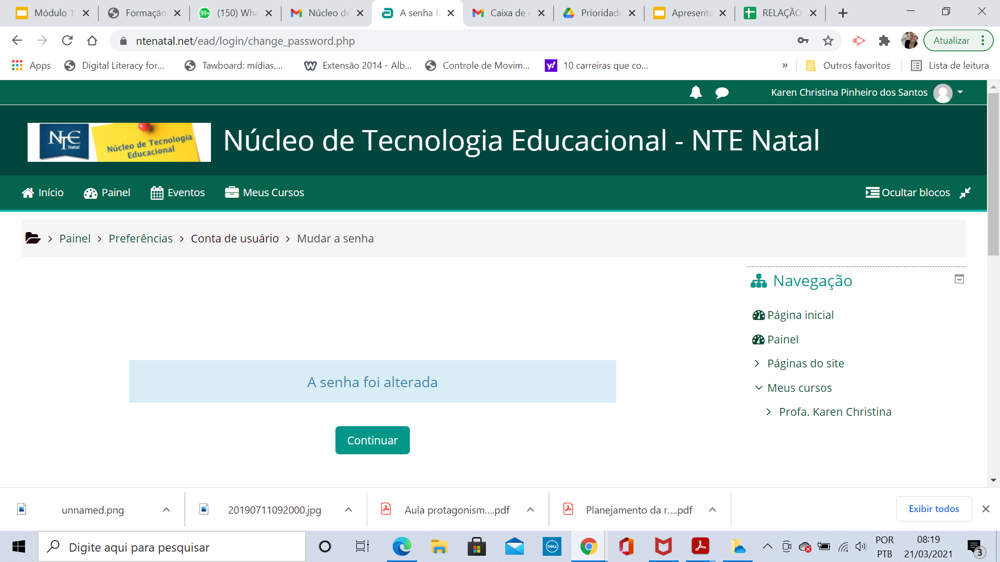 Módulo 1:
Formação
(150) Wha
Núcleo de
A senha fo
Caixa de e
Prioridade
Apresenta
RELAÇÃO
ntenatal.net/ead/login/change_password.php
Atualizar
Apps
Digital Literacy for...
Tawboard: mídias,...
Extensão 2014 - Alb...
Controle de Movim...
10 carreiras que co...
»
Outros favoritos
Lista de leitura
Karen Christina Pinheiro dos Santos
NTE
Natal
Núcleo de Tecnologia
Educacional
Núcleo de Tecnologia Educacional - NTE Natal
Início
Painel
Eventos
Meus Cursos
Ocultar blocos
Painel > Preferências > Conta de usuário > Mudar a senha
Navegação
Página inicial
Painel
Páginas do site
Meus cursos
Profa. Karen Christina
A senha foi alterada
Continuar
unnamed.png
20190711092000.jpg
Aula protagonism....pdf
Planejamento da r....pdf
Exibir todos
Digite aqui para pesquisar
DELL
POR
PTB
08:19
21/03/2021
3